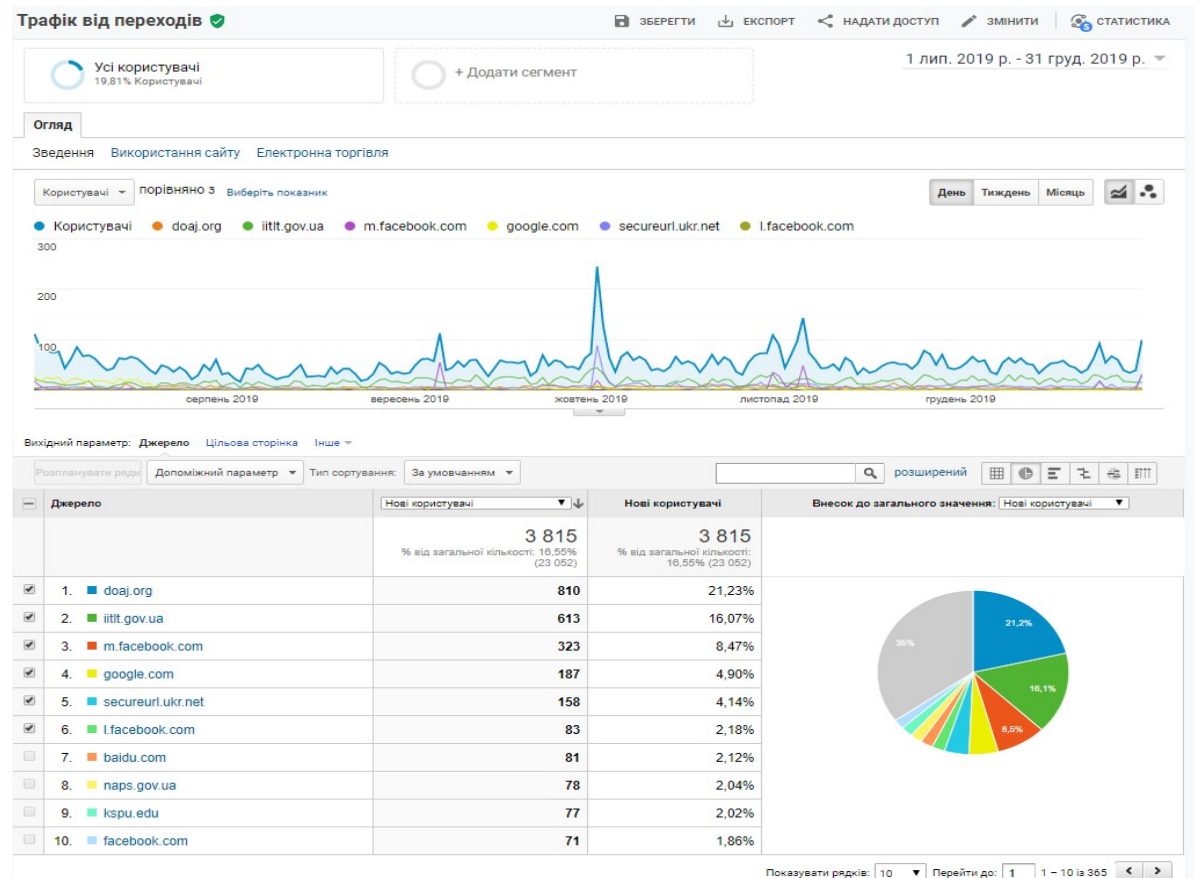 Трафік від переходів
ЗБЕРЕГТИ ЕКСПОРТ НАДАТИ ДОСТУП ЗМІНИТИ СТАТИСТИКА
Усі користувачі
19,81% Користувачі
+ Додати сегмент
1 лип. 2019 р. - 31 груд. 2019 р.
Огляд
Зведення Використання сайту Електронна торгівля
Користувачі порівняно з Виберіть показник
День Тиждень Місяць
Користувачі doaj.org iitlt.gov.ua m.facebook.com google.com secureurl.ukr.net l.facebook.com
300
200
100
серпень 2019 вересень 2019 жовтень 2019 листопад 2019 грудень 2019
Вихідний параметр: Джерело Цільова сторінка Інше
Розпланувати ряди Допоміжний параметр Тип сортування: За умовчанням розширений
Джерело Нові користувачі Нові користувачі Внесок до загального значення: Нові користувачі
3 815 3 815
% від загальної кількості: 16,55% % від загальної кількості:
(23 052) 16,55% (23 052)
1. doaj.org 810 21,23%
2. iitlt.gov.ua 613 16,07%
3. m.facebook.com 323 8,47%
4. google.com 187 4,90%
5. secureurl.ukr.net 158 4,14%
6. l.facebook.com 83 2,18%
7. baidu.com 81 2,12%
8. naps.gov.ua 78 2,04%
9. kspu.edu 77 2,02%
10. facebook.com 71 1,86%
21,2%
35%
16,1%
8,5%
Показувати рядків: 10 Перейти до: 1 1 – 10 із 365